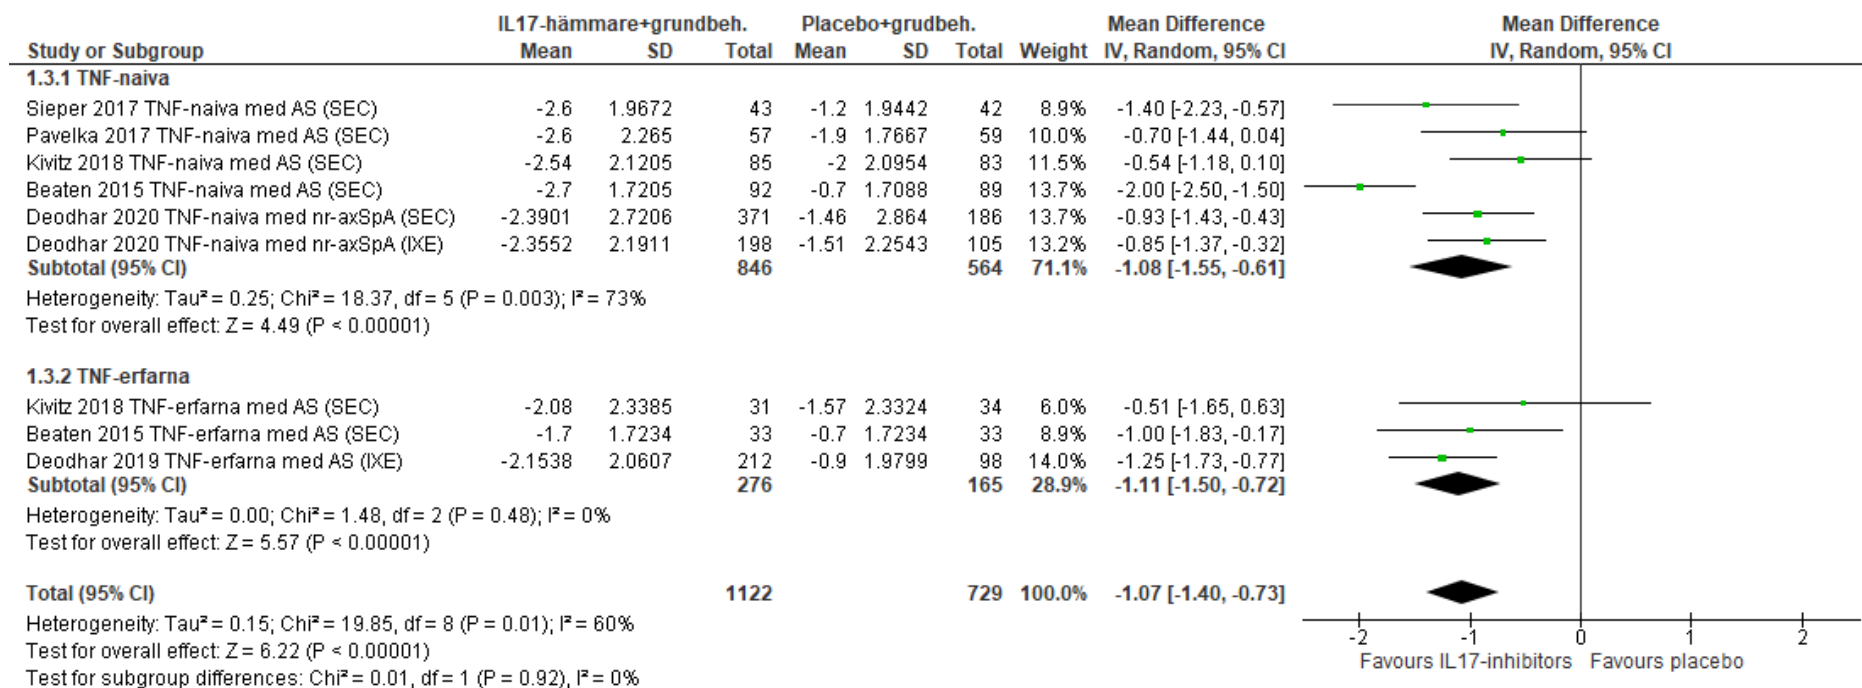 IL17-hämmare+grundbeh. Placebo+grudbeh. Mean Difference Mean Difference
Study or Subgroup Mean SD Total Mean SD Total Weight IV, Random, 95% CI IV, Random, 95% CI
1.3.1 TNF-naiva
Sieper 2017 TNF-naiva med AS (SEC) -2.6 1.9672 43 -1.2 1.9442 42 8.9% -1.40 [-2.23, -0.57]
Pavelka 2017 TNF-naiva med AS (SEC) -2.6 2.265 57 -1.9 1.7667 59 10.0% -0.70 [-1.44, 0.04]
Kivitz 2018 TNF-naiva med AS (SEC) -2.54 2.1205 85 -2 2.0954 83 11.5% -0.54 [-1.18, 0.10]
Beaten 2015 TNF-naiva med AS (SEC) -2.7 1.7205 92 -0.7 1.7088 89 13.7% -2.00 [-2.50, -1.50]
Deodhar 2020 TNF-naiva med nr-axSpA (SEC) -2.3901 2.7206 371 -1.46 2.864 186 13.7% -0.93 [-1.43, -0.43]
Deodhar 2020 TNF-naiva med nr-axSpA (IXE) -2.3552 2.1911 198 -1.51 2.2543 105 13.2% -0.85 [-1.37, -0.32]
Subtotal (95% CI) 846 564 71.1% -1.08 [-1.55, -0.61]
Heterogeneity: Tau² = 0.25; Chi² = 18.37, df = 5 (P = 0.003); I² = 73%
Test for overall effect: Z = 4.49 (P < 0.00001)
1.3.2 TNF-erfarna
Kivitz 2018 TNF-erfarna med AS (SEC) -2.08 2.3385 31 -1.57 2.3324 34 6.0% -0.51 [-1.65, 0.63]
Beaten 2015 TNF-erfarna med AS (SEC) -1.7 1.7234 33 -0.7 1.7234 33 8.9% -1.00 [-1.83, -0.17]
Deodhar 2019 TNF-erfarna med AS (IXE) -2.1538 2.0607 212 -0.9 1.9799 98 14.0% -1.25 [-1.73, -0.77]
Subtotal (95% CI) 276 165 28.9% -1.11 [-1.50, -0.72]
Heterogeneity: Tau² = 0.00; Chi² = 1.48, df = 2 (P = 0.48); I² = 0%
Test for overall effect: Z = 5.57 (P < 0.00001)
Total (95% CI) 1122 729 100.0% -1.07 [-1.40, -0.73]
Heterogeneity: Tau² = 0.15; Chi² = 19.85, df = 8 (P = 0.01); I² = 60%
Test for overall effect: Z = 6.22 (P < 0.00001)
Test for subgroup differences: Chi² = 0.01, df = 1 (P = 0.92), I² = 0%
-2 -1 0 1 2
Favours IL17-inhibitors Favours placebo